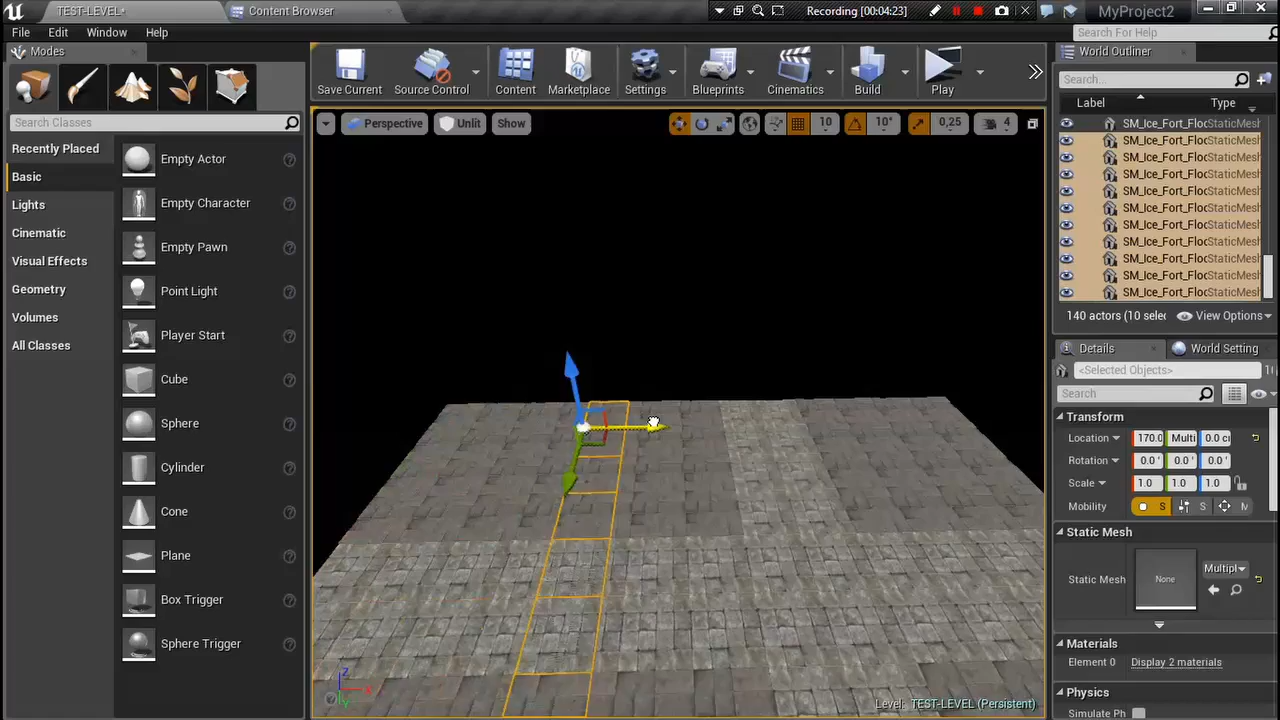 TEST-LEVEL*
Content Browser
Recording [00:04:23]
MyProject2
File
Edit
Window
Help
Search For Help
Modes
Save Current
Source Control
Content
Marketplace
Settings
Blueprints
Cinematics
Build
Play
World Outliner
Search...
Label
Type
Search Classes
Perspective
Unlit
Show
10
10°
0,25
4
Recently Placed
Basic
Lights
Cinematic
Visual Effects
Geometry
Volumes
All Classes
Empty Actor
Empty Character
Empty Pawn
Point Light
Player Start
Cube
Sphere
Cylinder
Cone
Plane
Box Trigger
Sphere Trigger
SM_Ice_Fort_Floo StaticMesh
SM_Ice_Fort_Floo StaticMesh
SM_Ice_Fort_Floo StaticMesh
SM_Ice_Fort_Floo StaticMesh
SM_Ice_Fort_Floo StaticMesh
SM_Ice_Fort_Floo StaticMesh
SM_Ice_Fort_Floo StaticMesh
SM_Ice_Fort_Floo StaticMesh
SM_Ice_Fort_Floo StaticMesh
SM_Ice_Fort_Floo StaticMesh
SM_Ice_Fort_Floo StaticMesh
140 actors (10 selec
View Options
Details
World Setting
<Selected Objects>
Search
Transform
Location 170.0 Multi 0.0 c
Rotation 0.0° 0.0° 0.0°
Scale 1.0 1.0 1.0
Mobility S S M
Static Mesh
Static Mesh
None
Multipl
Materials
Element 0 Display 2 materials
Physics
Simulate Ph
Z
X
Y
Level: TEST-LEVEL (Persistent)